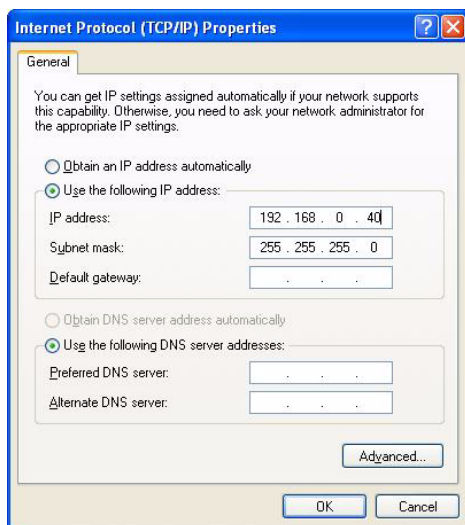 Internet Protocol (TCP/IP) Properties
General
You can get IP settings assigned automatically if your network supports
this capability. Otherwise, you need to ask your network administrator for
the appropriate IP settings.
Obtain an IP address automatically
Use the following IP address:
IP address: 192 . 168 . 0 . 40
Subnet mask: 255 . 255 . 255 . 0
Default gateway: . . .
Obtain DNS server address automatically
Use the following DNS server addresses:
Preferred DNS server: . . .
Alternate DNS server: . . .
Advanced...
OK Cancel